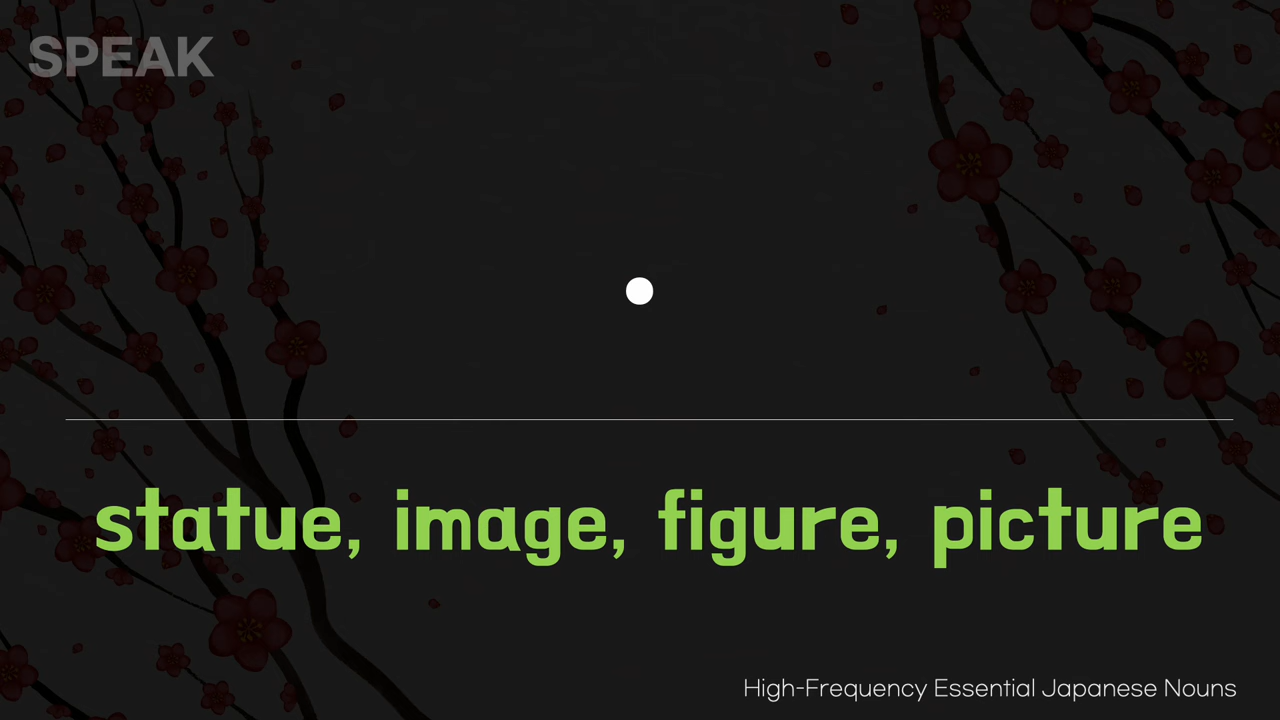 SPEAK
statue, image, figure, picture
High-Frequency Essential Japanese Nouns